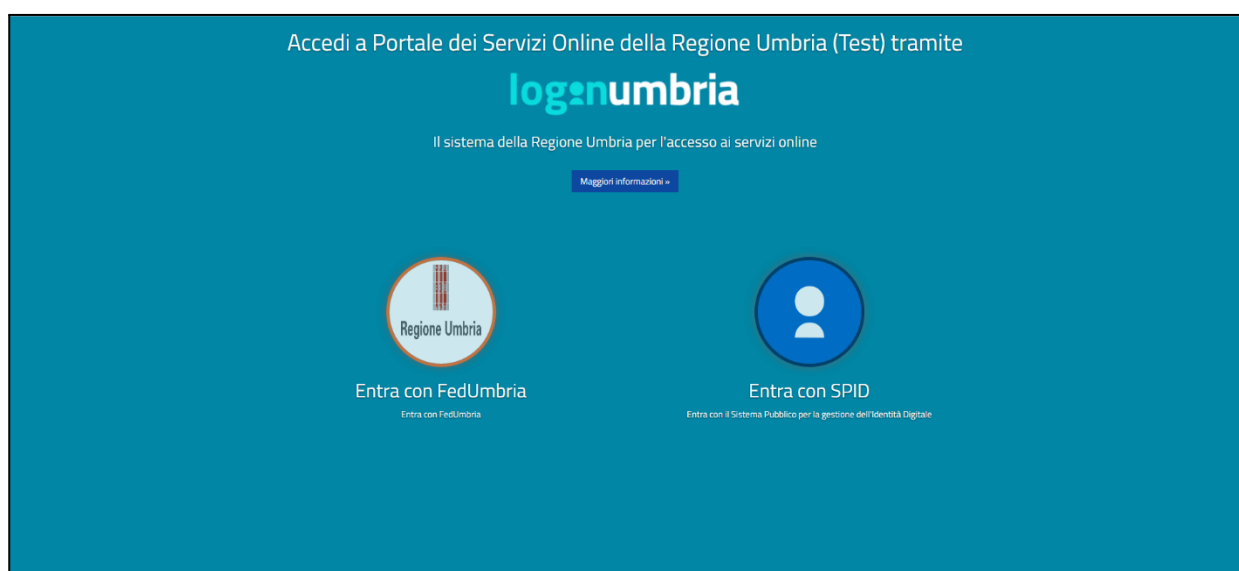 Accedi a Portale dei Servizi Online della Regione Umbria (Test) tramite
loginumbria
Il sistema della Regione Umbria per l'accesso ai servizi online
Maggiori informazioni »
Regione Umbria
Entra con FedUmbria
Entra con FedUmbria
Entra con SPID
Entra con il Sistema Pubblico per la gestione dell'Identità Digitale